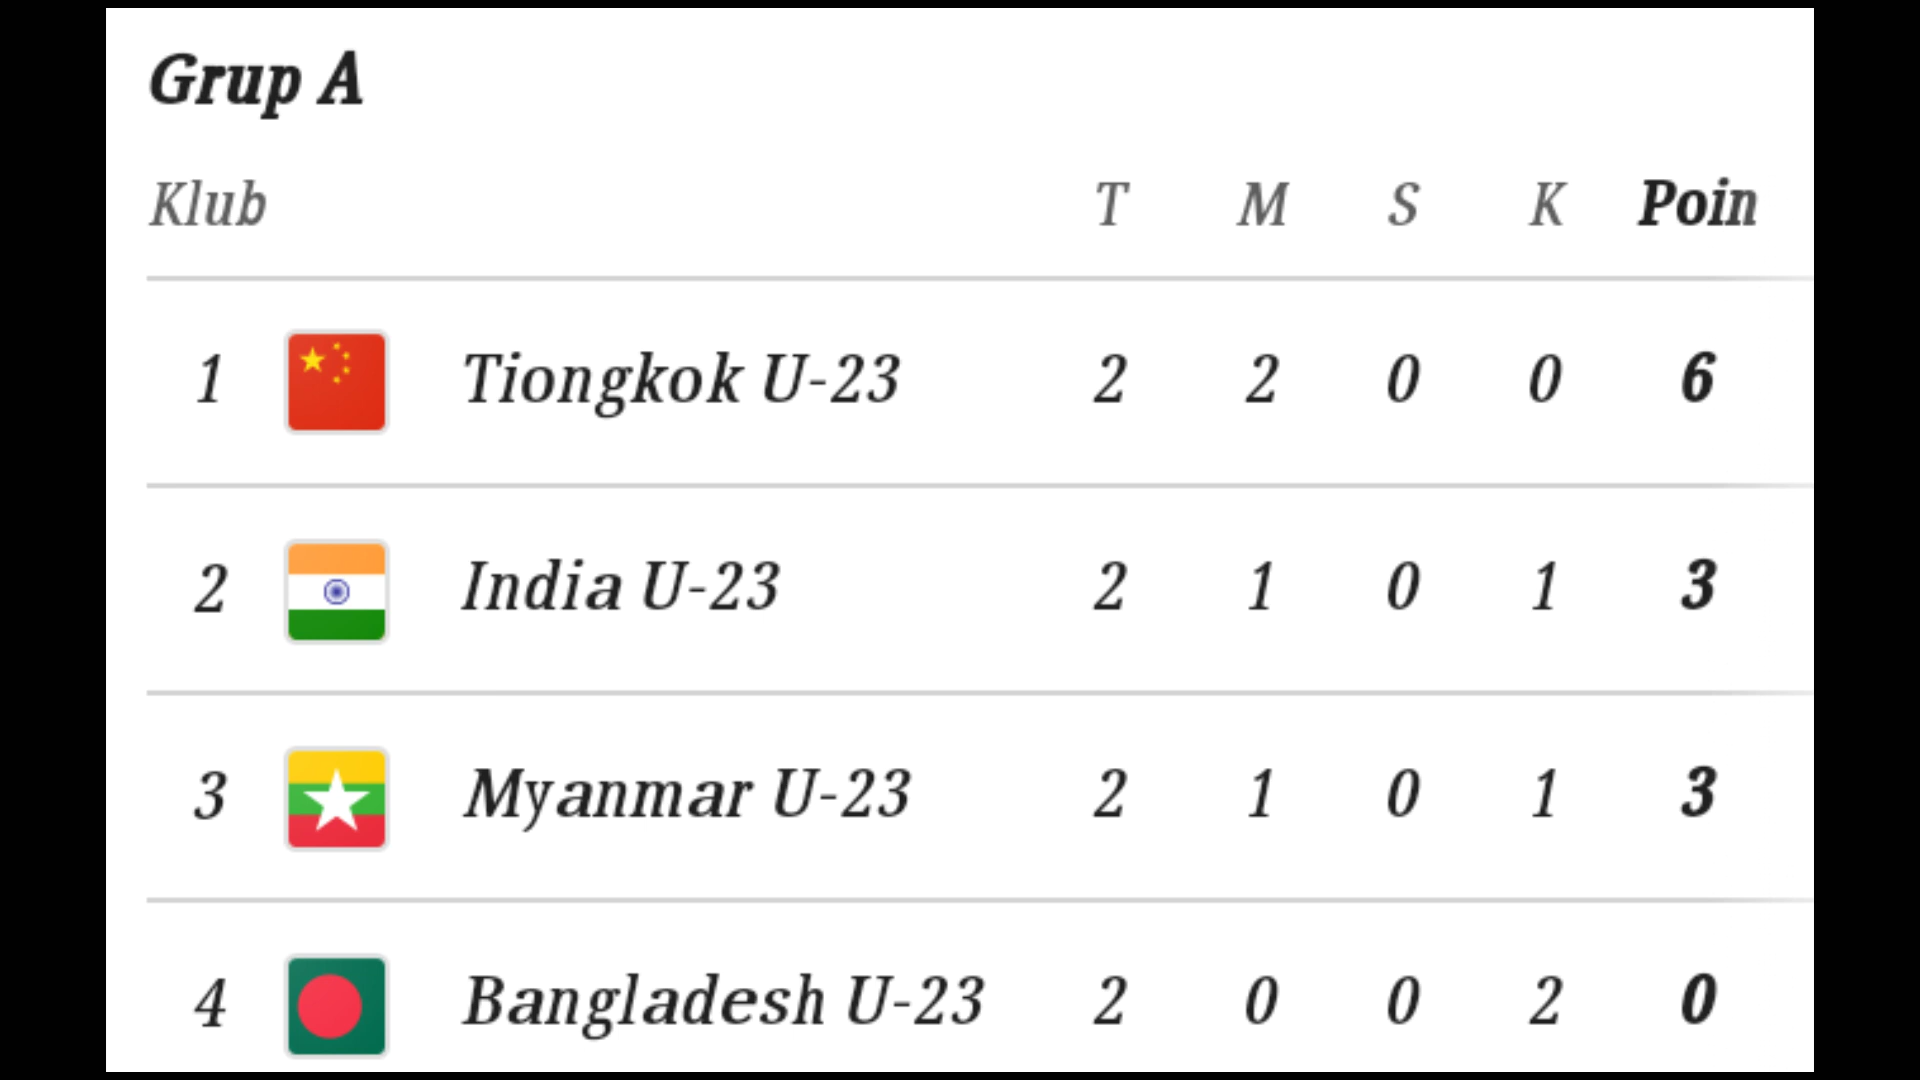 Grup A
Klub T M S K Poin
1 Tiongkok U-23 2 2 0 0 6
2 India U-23 2 1 0 1 3
3 Myanmar U-23 2 1 0 1 3
4 Bangladesh U-23 2 0 0 2 0